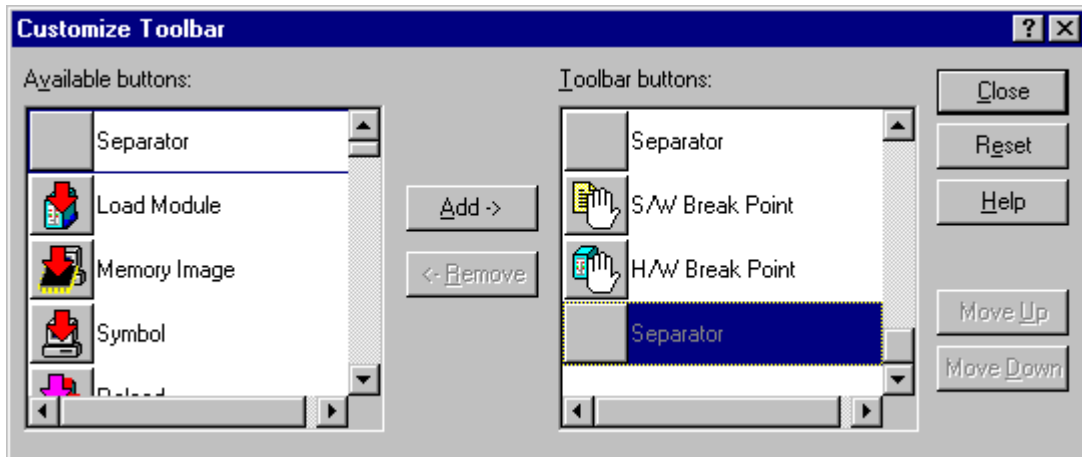 Customize Toolbar
Available buttons:
Separator
Load Module
Memory Image
Symbol
Reload
Add ->
<- Remove
Toolbar buttons:
Separator
S/W Break Point
H/W Break Point
Separator
Close
Reset
Help
Move Up
Move Down